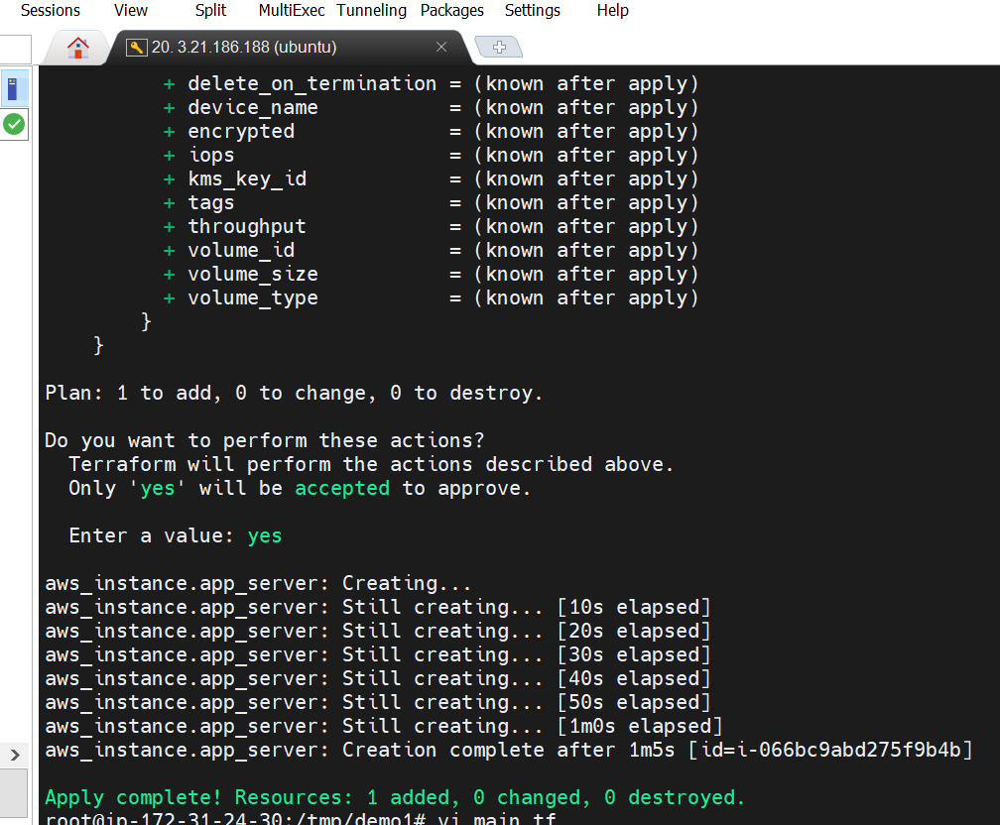 Sessions View Split MultiExec Tunneling Packages Settings Help
20. 3.21.186.188 (ubuntu)
+ delete_on_termination = (known after apply)
+ device_name = (known after apply)
+ encrypted = (known after apply)
+ iops = (known after apply)
+ kms_key_id = (known after apply)
+ tags = (known after apply)
+ throughput = (known after apply)
+ volume_id = (known after apply)
+ volume_size = (known after apply)
+ volume_type = (known after apply)
}
}
Plan: 1 to add, 0 to change, 0 to destroy.
Do you want to perform these actions?
Terraform will perform the actions described above.
Only 'yes' will be accepted to approve.
Enter a value: yes
aws_instance.app_server: Creating...
aws_instance.app_server: Still creating... [10s elapsed]
aws_instance.app_server: Still creating... [20s elapsed]
aws_instance.app_server: Still creating... [30s elapsed]
aws_instance.app_server: Still creating... [40s elapsed]
aws_instance.app_server: Still creating... [50s elapsed]
aws_instance.app_server: Still creating... [1m0s elapsed]
aws_instance.app_server: Creation complete after 1m5s [id=i-066bc9abd275f9b4b]
Apply complete! Resources: 1 added, 0 changed, 0 destroyed.
root@ip-172-31-24-30:/tmp/demo1# vi main.tf